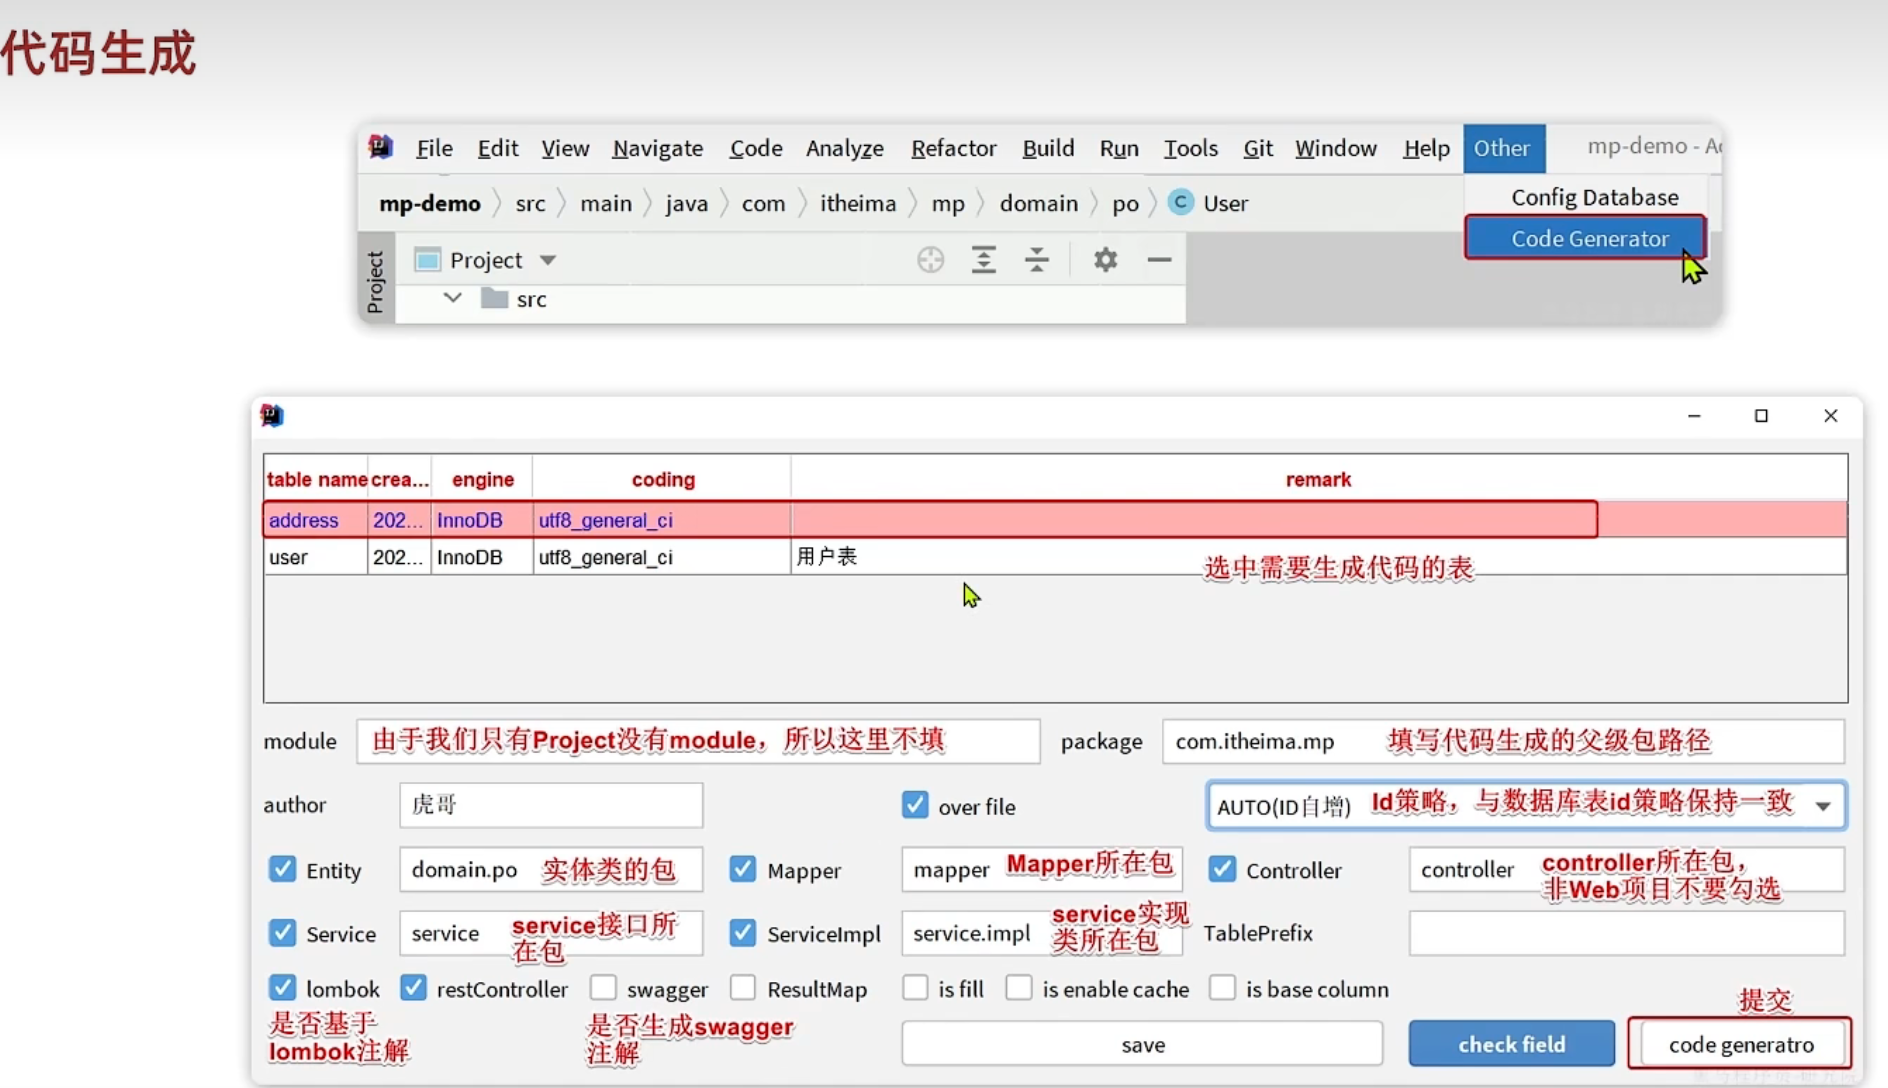 代码生成
File Edit View Navigate Code Analyze Refactor Build Run Tools Git Window Help Other mp-demo - A
Config Database
Code Generator
mp-demo src main java com itheima mp domain po C User
Project
Project
src
table name crea... engine coding remark
address 202... InnoDB utf8_general_ci
user 202... InnoDB utf8_general_ci 用户表
选中需要生成代码的表
module 由于我们只有Project没有module，所以这里不填 package com.itheima.mp 填写代码生成的父级包路径
author 虎哥 over file AUTO(ID自增) Id策略，与数据库表id策略保持一致
Entity domain.po 实体类的包 Mapper mapper Mapper所在包 Controller controller controller所在包，
非Web项目不要勾选
Service service service接口所
在包
ServiceImpl service.impl service实现
类所在包
TablePrefix
lombok restController swagger ResultMap is fill is enable cache is base column
是否基于
lombok注解
是否生成swagger
注解
提交
save check field code generatro